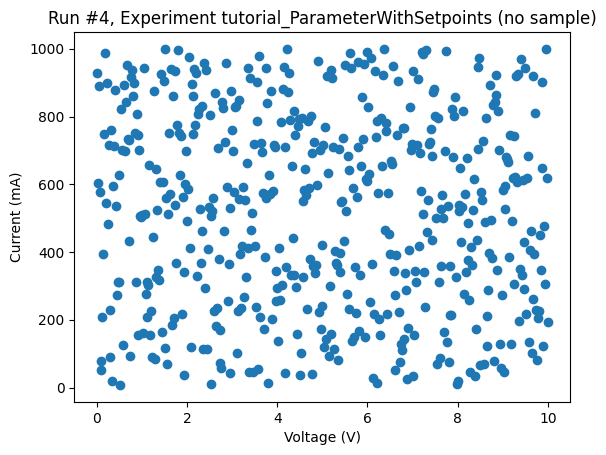 Run #4, Experiment tutorial_ParameterWithSetpoints (no sample)
1000
800
600
400
200
0
Current (mA)
0 2 4 6 8 10
Voltage (V)